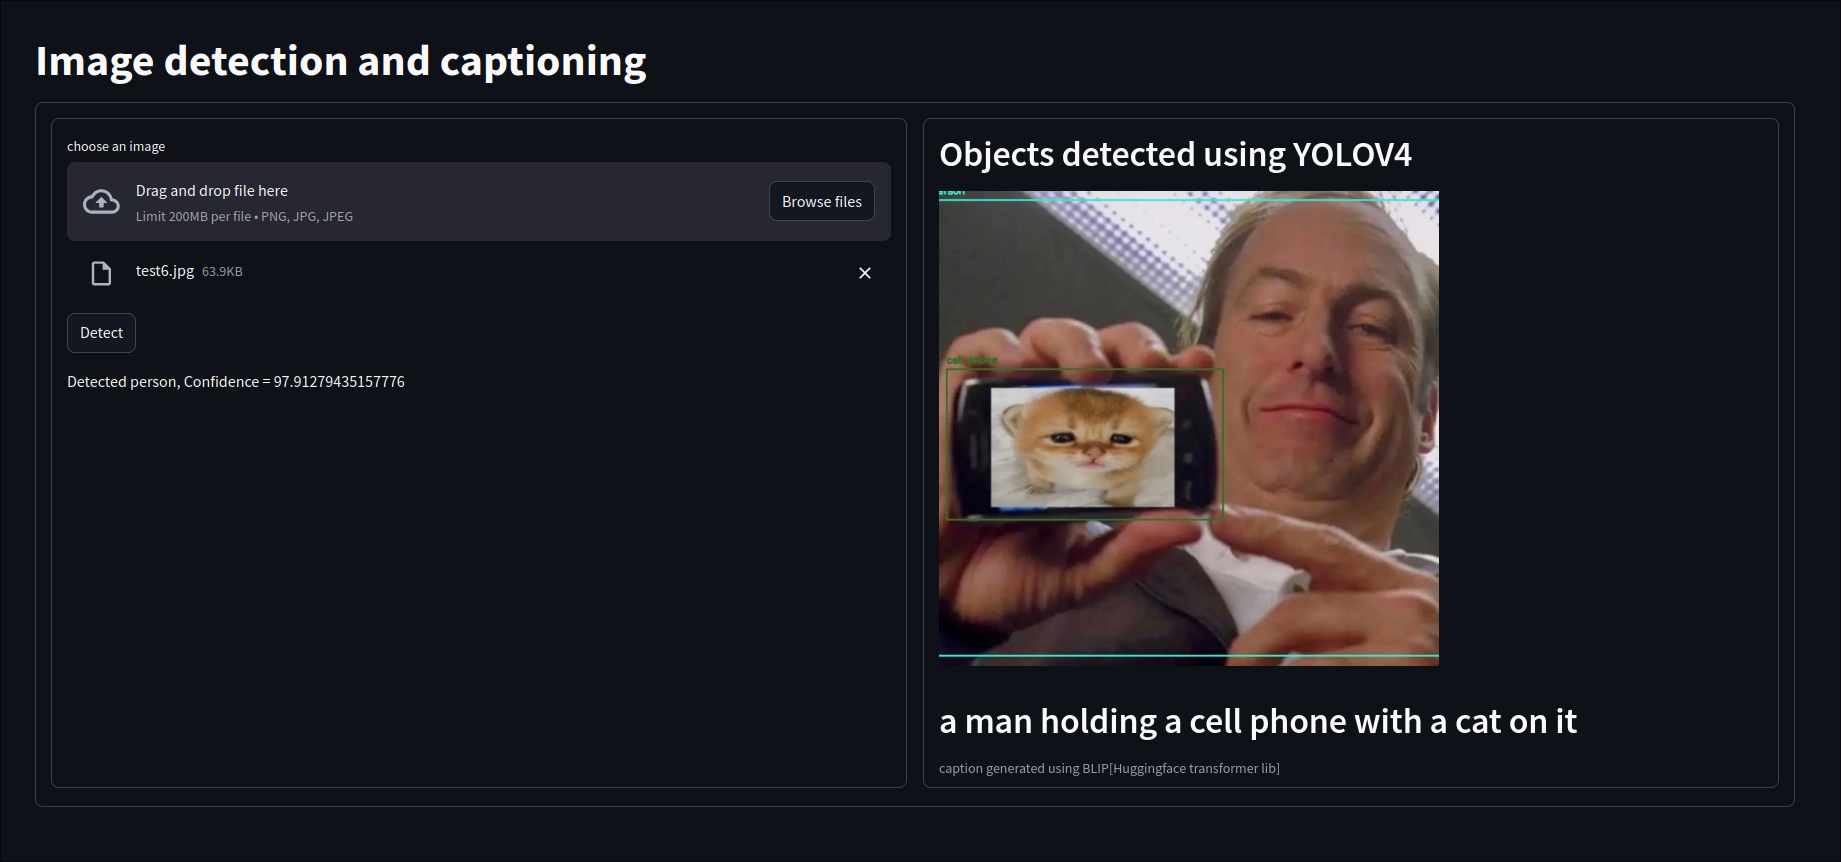 Image detection and captioning
choose an image
Drag and drop file here
Limit 200MB per file • PNG, JPG, JPEG
Browse files
test6.jpg 63.9KB
Detect
Detected person, Confidence = 97.91279435157776
Objects detected using YOLOV4
cell phone
a man holding a cell phone with a cat on it
caption generated using BLIP[Huggingface transformer lib]